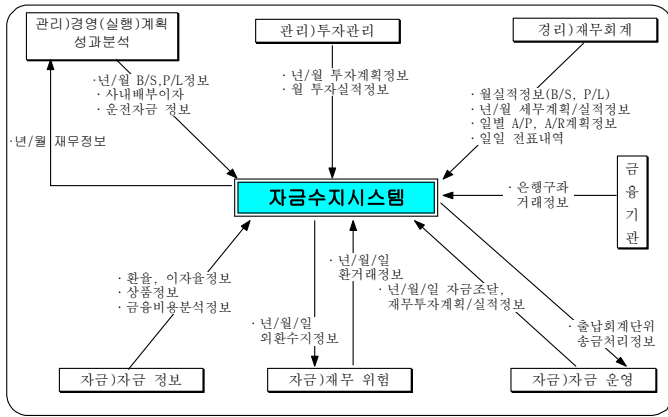 관리)경영(실행)계획
성과분석
관리)투자관리
경리)재무회계
·년/월 B/S,P/L정보
·사내배부이자
·운전자금 정보
·년/월 투자계획정보
·월 투자실적정보
·월실적정보(B/S, P/L)
·년/월 세무계획/실적정보
·일별 A/P, A/R계획정보
·일일 전표내역
·년/월 재무정보
자금수지시스템
·은행구좌
거래정보
금
융
기
관
·환율, 이자율정보
·상품정보
·금융비용분석정보
·년/월/일
환거래정보
·년/월/일
외환수지정보
·년/월/일 자금조달,
재무투자계획/실적정보
·출납회계단위
송금처리정보
자금)자금 정보
자금)재무 위험
자금)자금 운영